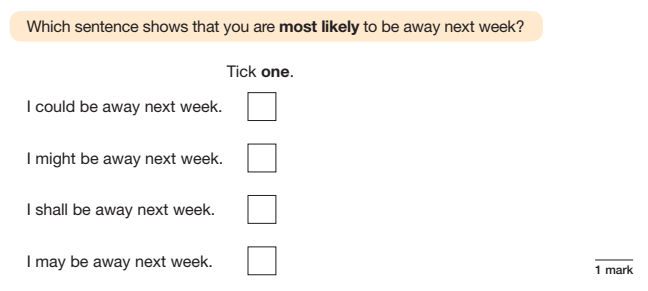 Which sentence shows that you are most likely to be away next week?
Tick one.
I could be away next week.
I might be away next week.
I shall be away next week.
I may be away next week.
1 mark